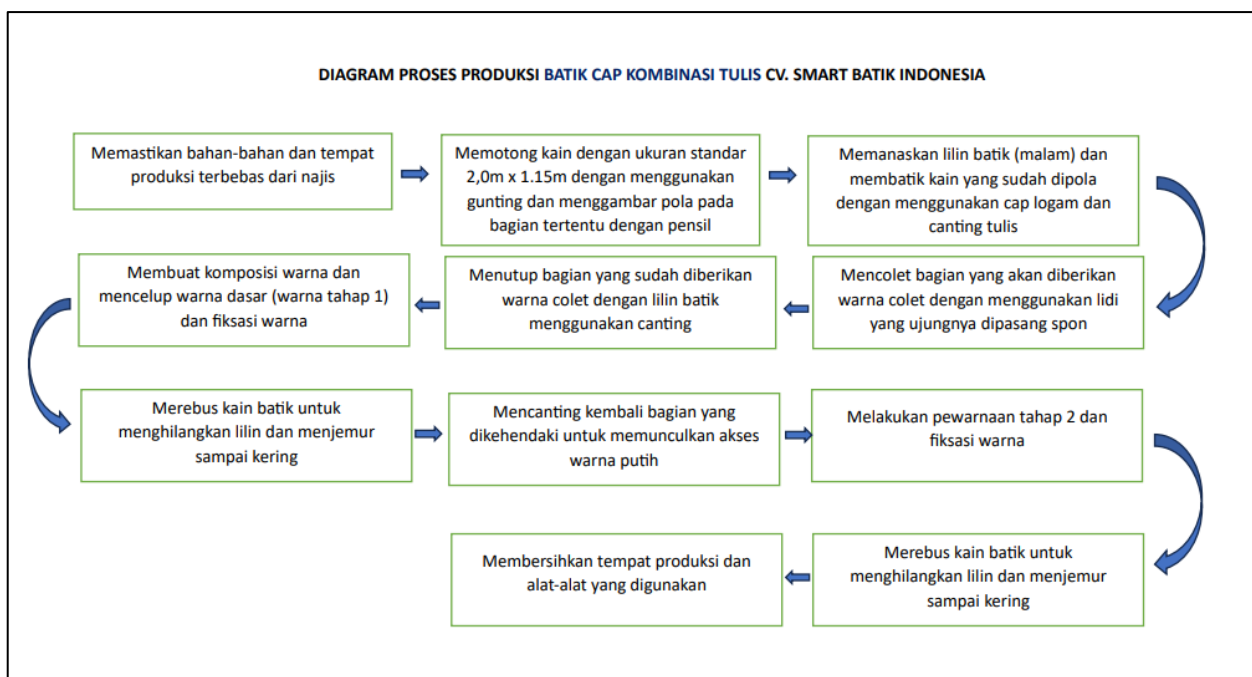 DIAGRAM PROSES PRODUKSI BATIK CAP KOMBINASI TULIS CV. SMART BATIK INDONESIA
Memastikan bahan-bahan dan tempat
produksi terbebas dari najis
Memotong kain dengan ukuran standar
2,0m x 1.15m dengan menggunakan
gunting dan menggambar pola pada
bagian tertentu dengan pensil
Memanaskan lilin batik (malam) dan
membatik kain yang sudah dipola
dengan menggunakan cap logam dan
canting tulis
Mencolet bagian yang akan diberikan
warna colet dengan menggunakan lidi
yang ujungnya dipasang spon
Menutup bagian yang sudah diberikan
warna colet dengan lilin batik
menggunakan canting
Membuat komposisi warna dan
mencelup warna dasar (warna tahap 1)
dan fiksasi warna
Merebus kain batik untuk
menghilangkan lilin dan menjemur
sampai kering
Mencanting kembali bagian yang
dikehendaki untuk memunculkan akses
warna putih
Melakukan pewarnaan tahap 2 dan
fiksasi warna
Merebus kain batik untuk
menghilangkan lilin dan menjemur
sampai kering
Membersihkan tempat produksi dan
alat-alat yang digunakan